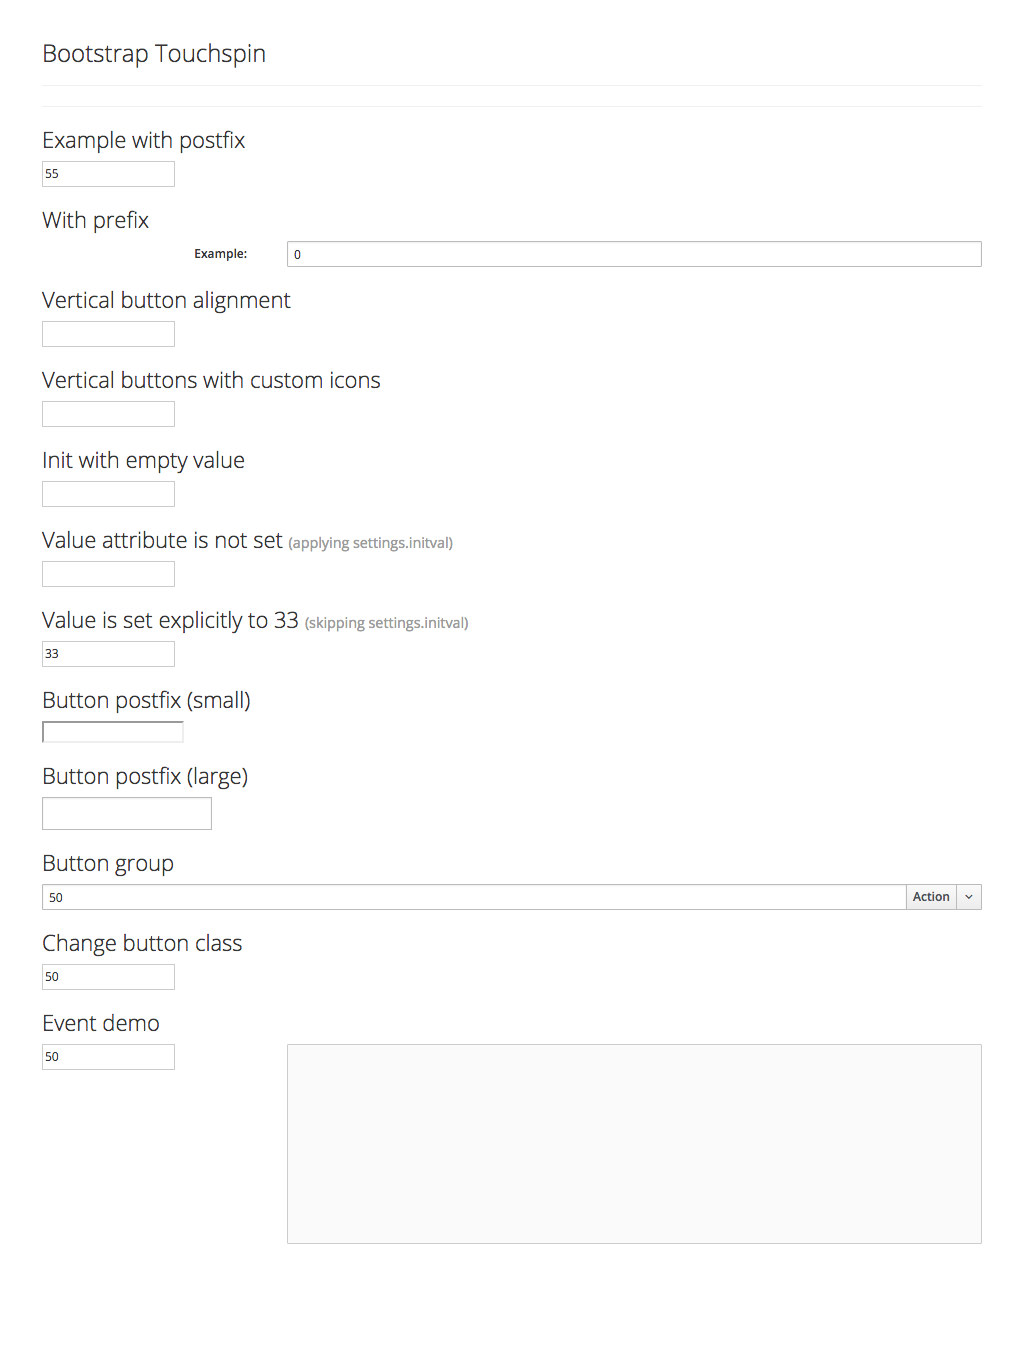 Bootstrap Touchspin
Example with postfix
55
With prefix
Example: 0
Vertical button alignment
Vertical buttons with custom icons
Init with empty value
Value attribute is not set (applying settings.initval)
Value is set explicitly to 33 (skipping settings.initval)
33
Button postfix (small)
Button postfix (large)
Button group
50 Action
Change button class
50
Event demo
50